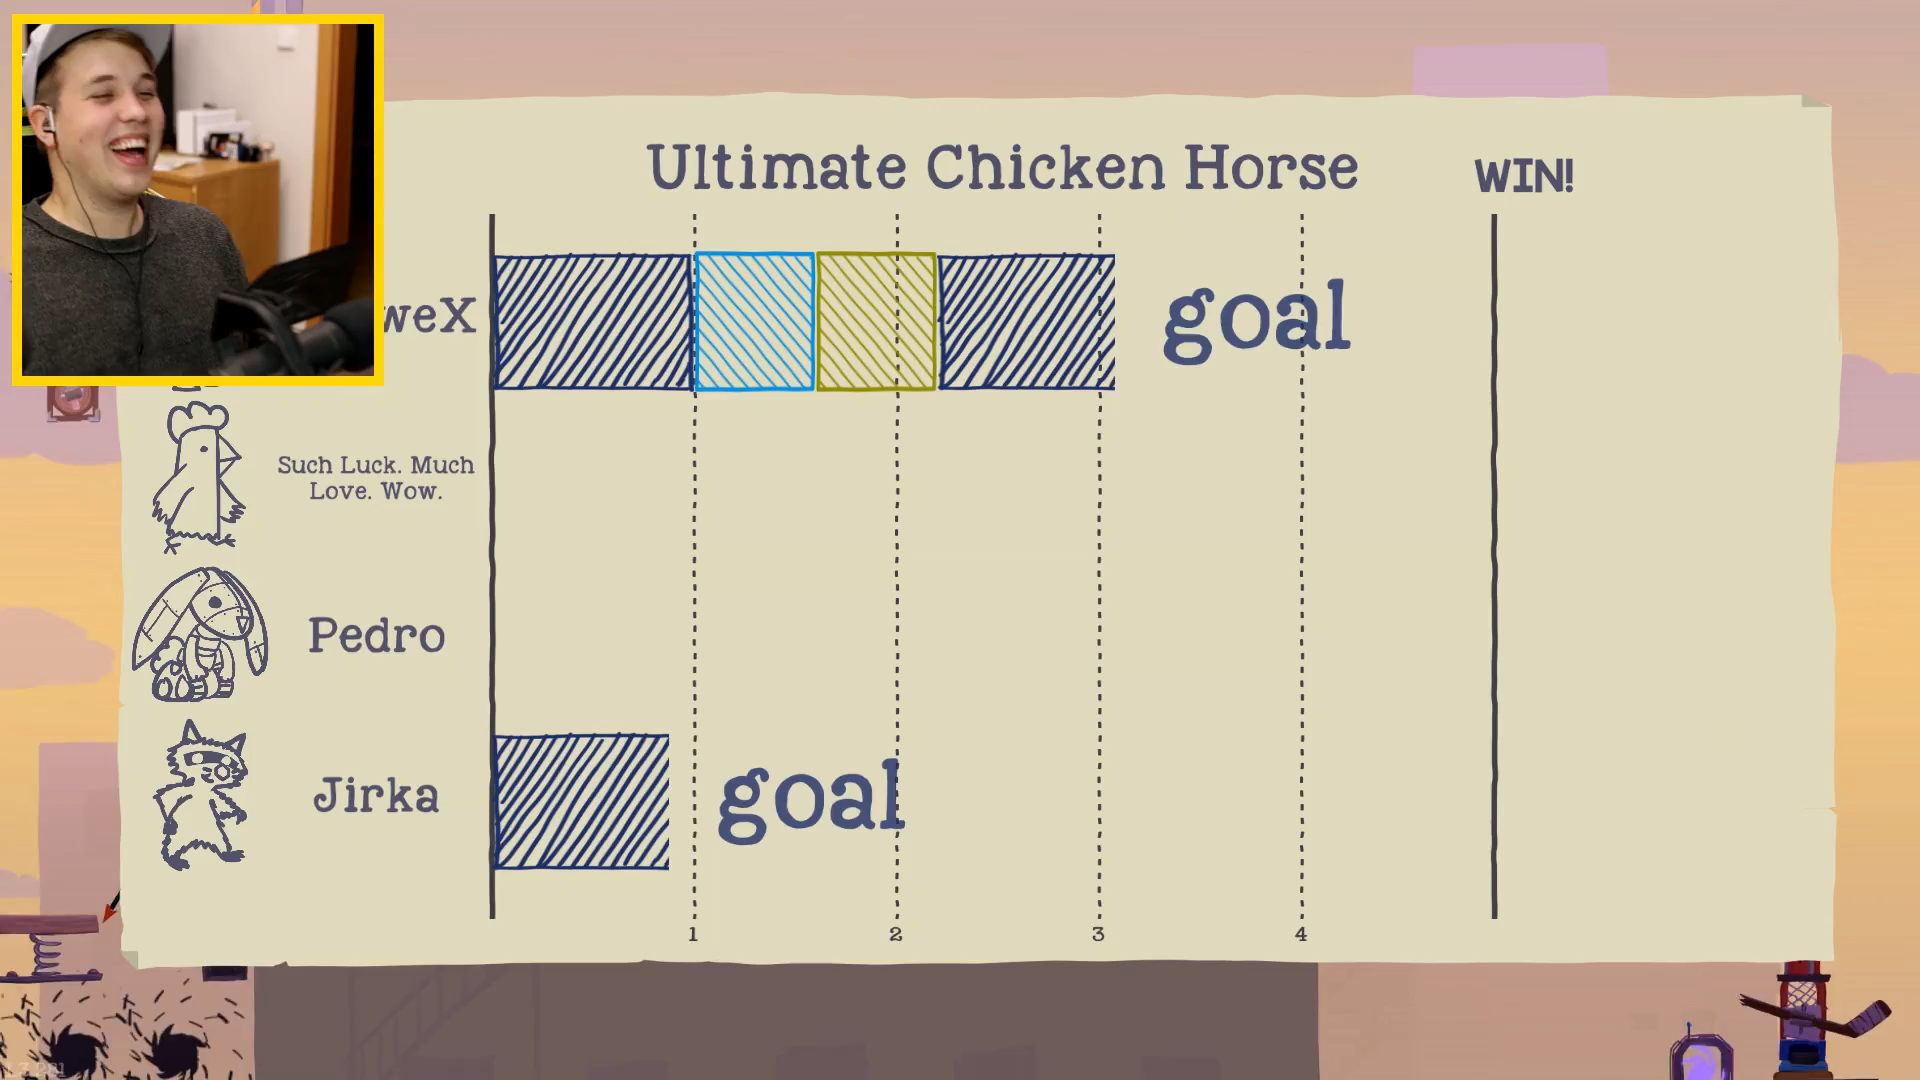 Ultimate Chicken Horse
WIN!
weX
goal
Such Luck. Much
Love. Wow.
Pedro
Jirka
goal
1
2
3
4